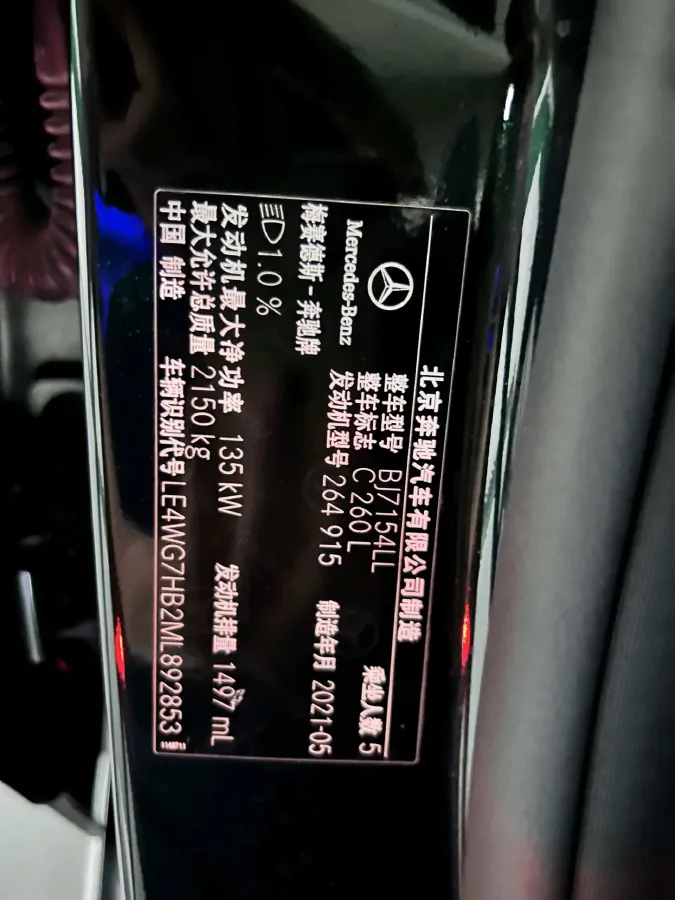 北京奔驰汽车有限公司制造
Mercedes-Benz
梅赛德斯-奔驰牌
整车型号 BJ7154LL
乘坐人数 5
整车标志 C 260 L
发动机型号 264 915
制造年月 2021-05
1.0 %
发动机最大净功率 135 kW
发动机排量 1497 mL
最大允许总质量 2150 kg
中国 制造
车辆识别代号 LE4WG7HB2ML892853